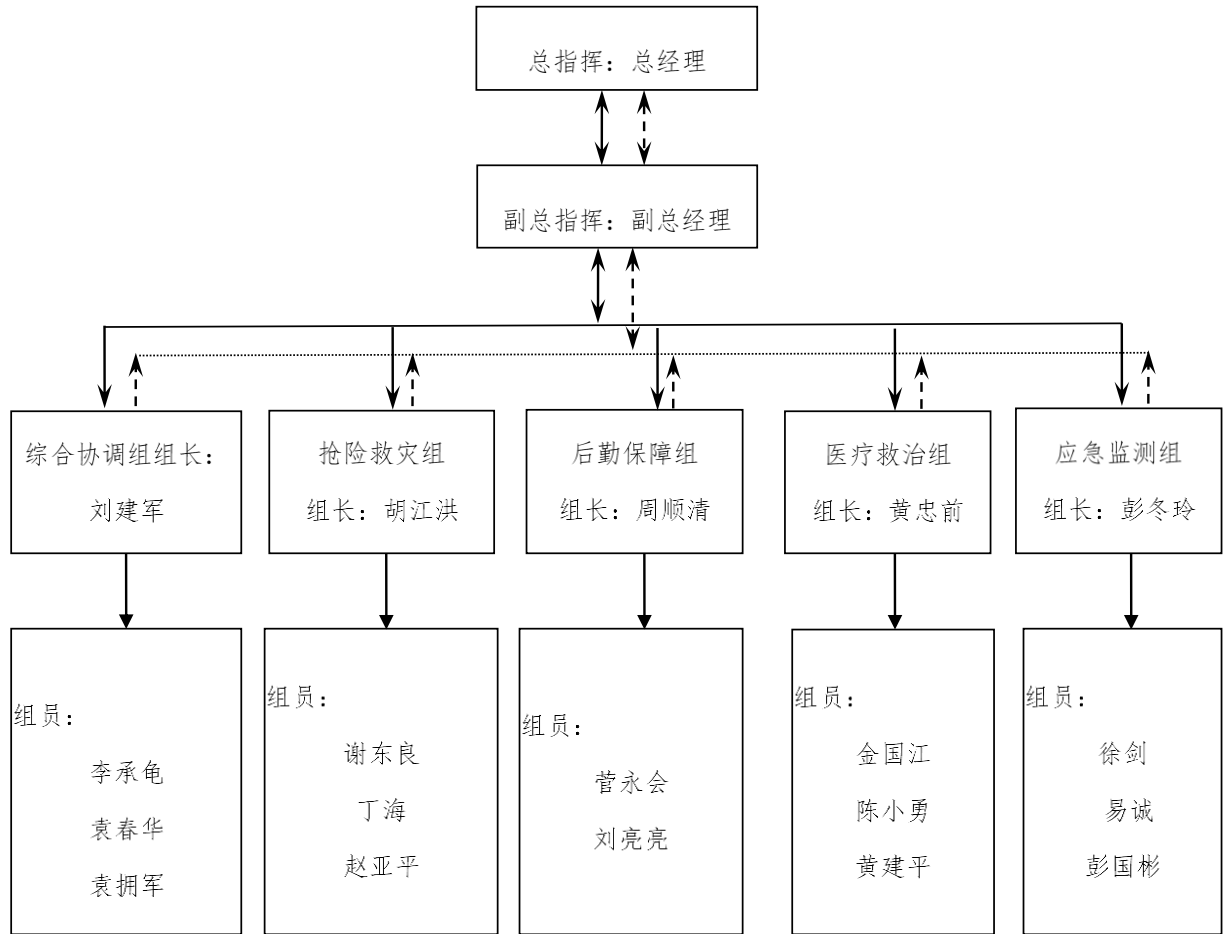 总指挥：总经理
副总指挥：副总经理
综合协调组组长：
刘建军
抢险救灾组
组长：胡江洪
后勤保障组
组长：周顺清
医疗救治组
组长：黄忠前
应急监测组
组长：彭冬玲
组员：
李承龟
袁春华
袁拥军
组员：
谢东良
丁海
赵亚平
组员：
菅永会
刘亮亮
组员：
金国江
陈小勇
黄建平
组员：
徐剑
易诚
彭国彬